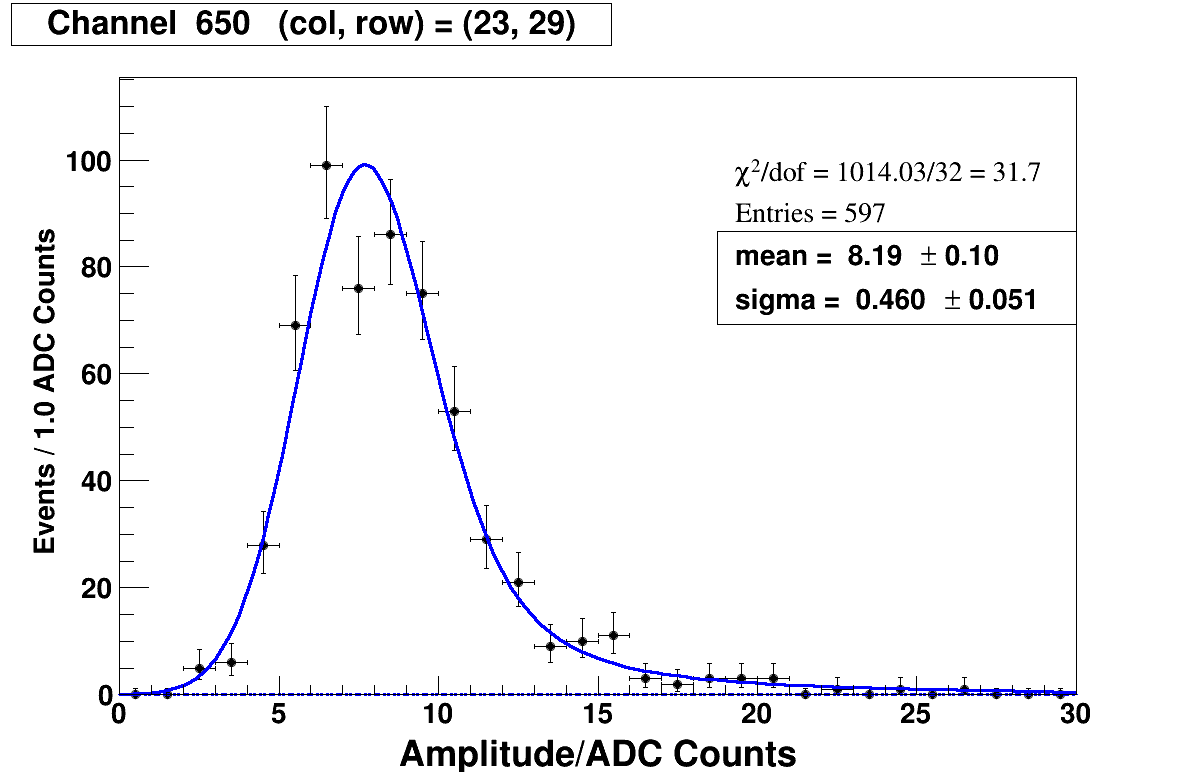 Channel 650 (col, row) = (23, 29)
χ²/dof = 1014.03/32 = 31.7
Entries = 597
mean = 8.19 ± 0.10
sigma = 0.460 ± 0.051
Events / 1.0 ADC Counts
100
80
60
40
20
0
0 5 10 15 20 25 30
Amplitude/ADC Counts